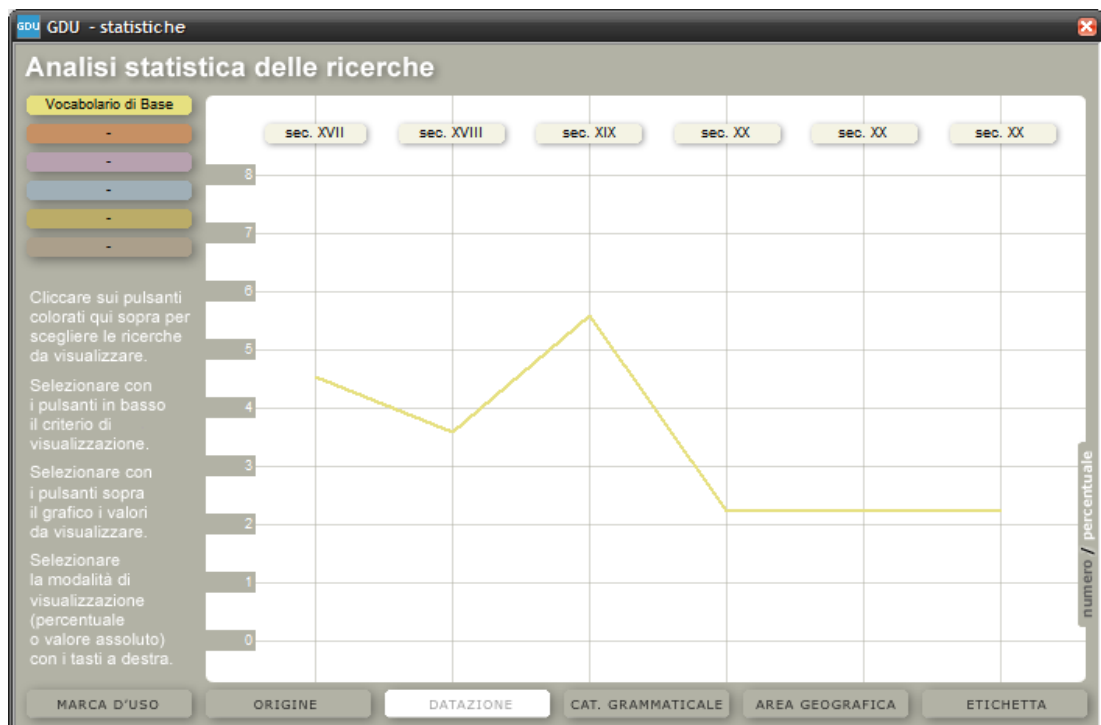 GDU GDU - statistiche
Analisi statistica delle ricerche
Vocabolario di Base
-
-
-
-
-
Cliccare sui pulsanti
colorati qui sopra per
scegliere le ricerche
da visualizzare.
Selezionare con
i pulsanti in basso
il criterio di
visualizzazione.
Selezionare con
i pulsanti sopra
il grafico i valori
da visualizzare.
Selezionare
la modalità di
visualizzazione
(percentuale
o valore assoluto)
con i tasti a destra.
sec. XVII sec. XVIII sec. XIX sec. XX sec. XX sec. XX
8
7
6
5
4
3
2
1
0
numero / percentuale
MARCA D'USO ORIGINE DATAZIONE CAT. GRAMMATICALE AREA GEOGRAFICA ETICHETTA